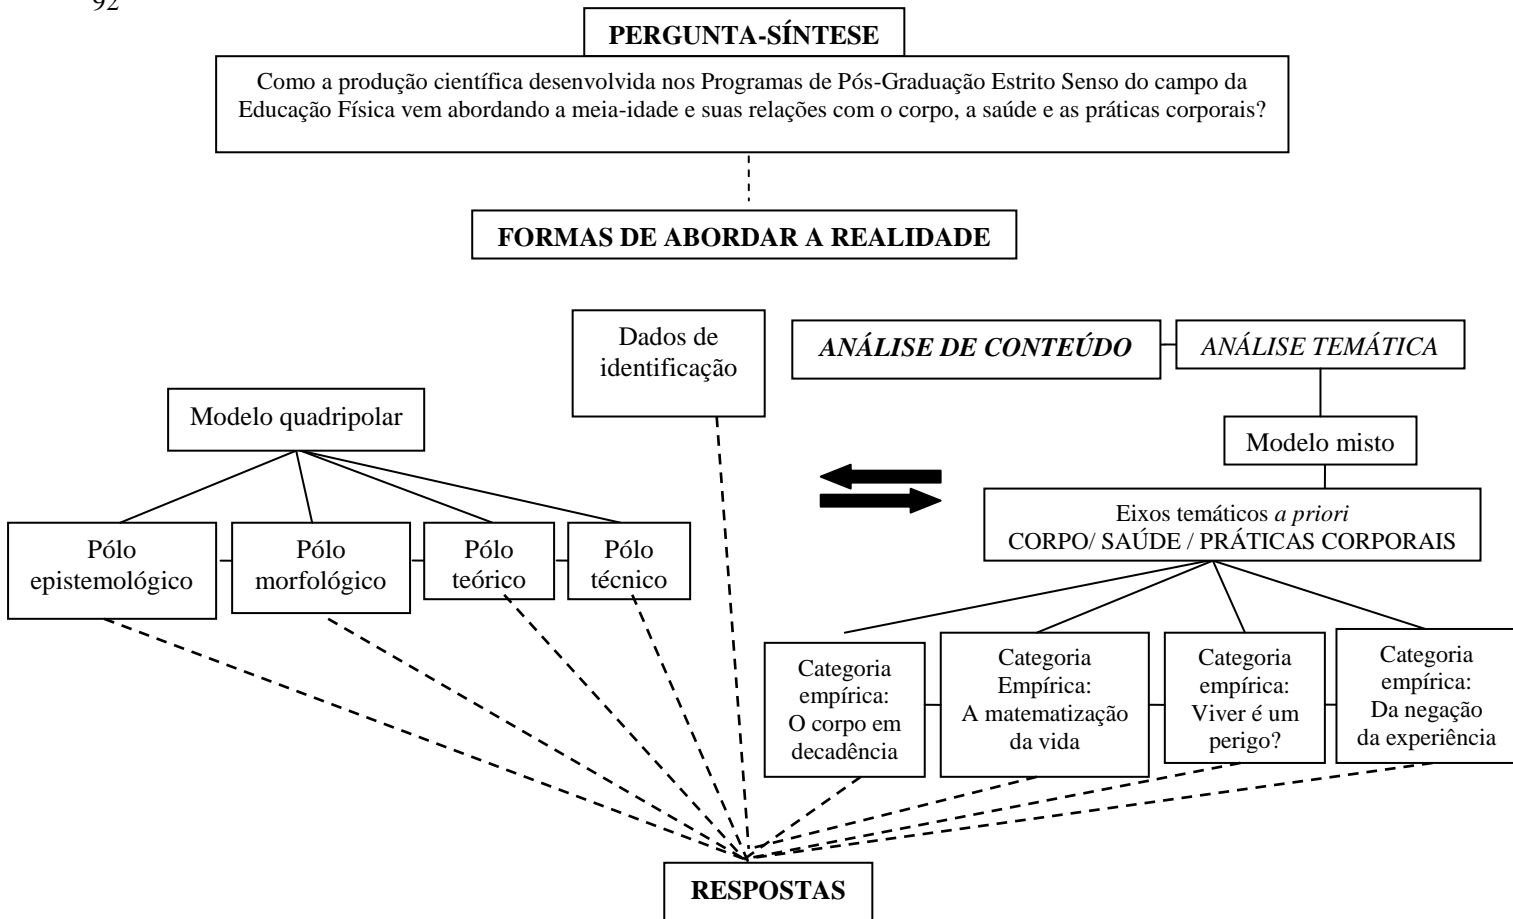 92
PERGUNTA-SÍNTESE
Como a produção científica desenvolvida nos Programas de Pós-Graduação Estrito Senso do campo da
Educação Física vem abordando a meia-idade e suas relações com o corpo, a saúde e as práticas corporais?
FORMAS DE ABORDAR A REALIDADE
Dados de
identificação
ANÁLISE DE CONTEÚDO
ANÁLISE TEMÁTICA
Modelo quadripolar
Modelo misto
Eixos temáticos a priori
CORPO/ SAÚDE / PRÁTICAS CORPORAIS
Pólo
epistemológico
Pólo
morfológico
Pólo
teórico
Pólo
técnico
Categoria
empírica:
O corpo em
decadência
Categoria
Empírica:
A matematização
da vida
Categoria
empírica:
Viver é um
perigo?
Categoria
empírica:
Da negação
da experiência
RESPOSTAS